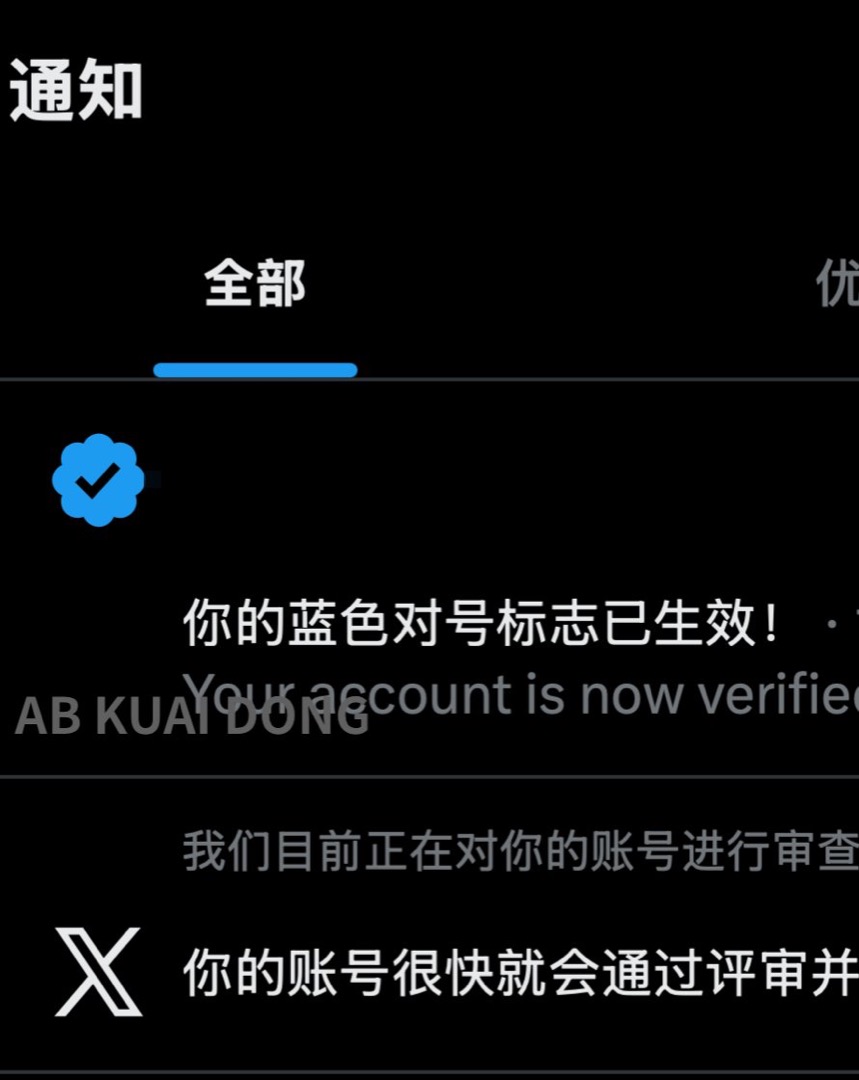 通知
全部
优
你的蓝色对号标志已生效! ·
Your account is now verified
AB KUAI DONG
我们目前正在对你的账号进行审查
你的账号很快就会通过评审并